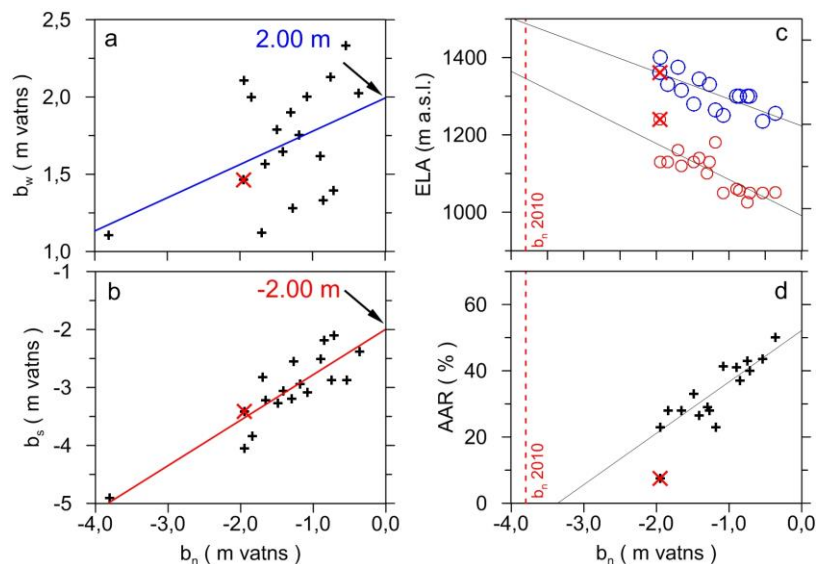 a
2.00 m
2,5
2,0
1,5
1,0
b_w ( m vatns )
c
1400
1300
1200
1100
1000
ELA (m a.s.l.)
b_n 2010
b
-2.00 m
-1
-2
-3
-4
-5
b_s ( m vatns )
-4,0 -3,0 -2,0 -1,0 0,0
b_n ( m vatns )
d
60
40
20
0
AAR ( % )
b_n 2010
-4,0 -3,0 -2,0 -1,0 0,0
b_n ( m vatns )